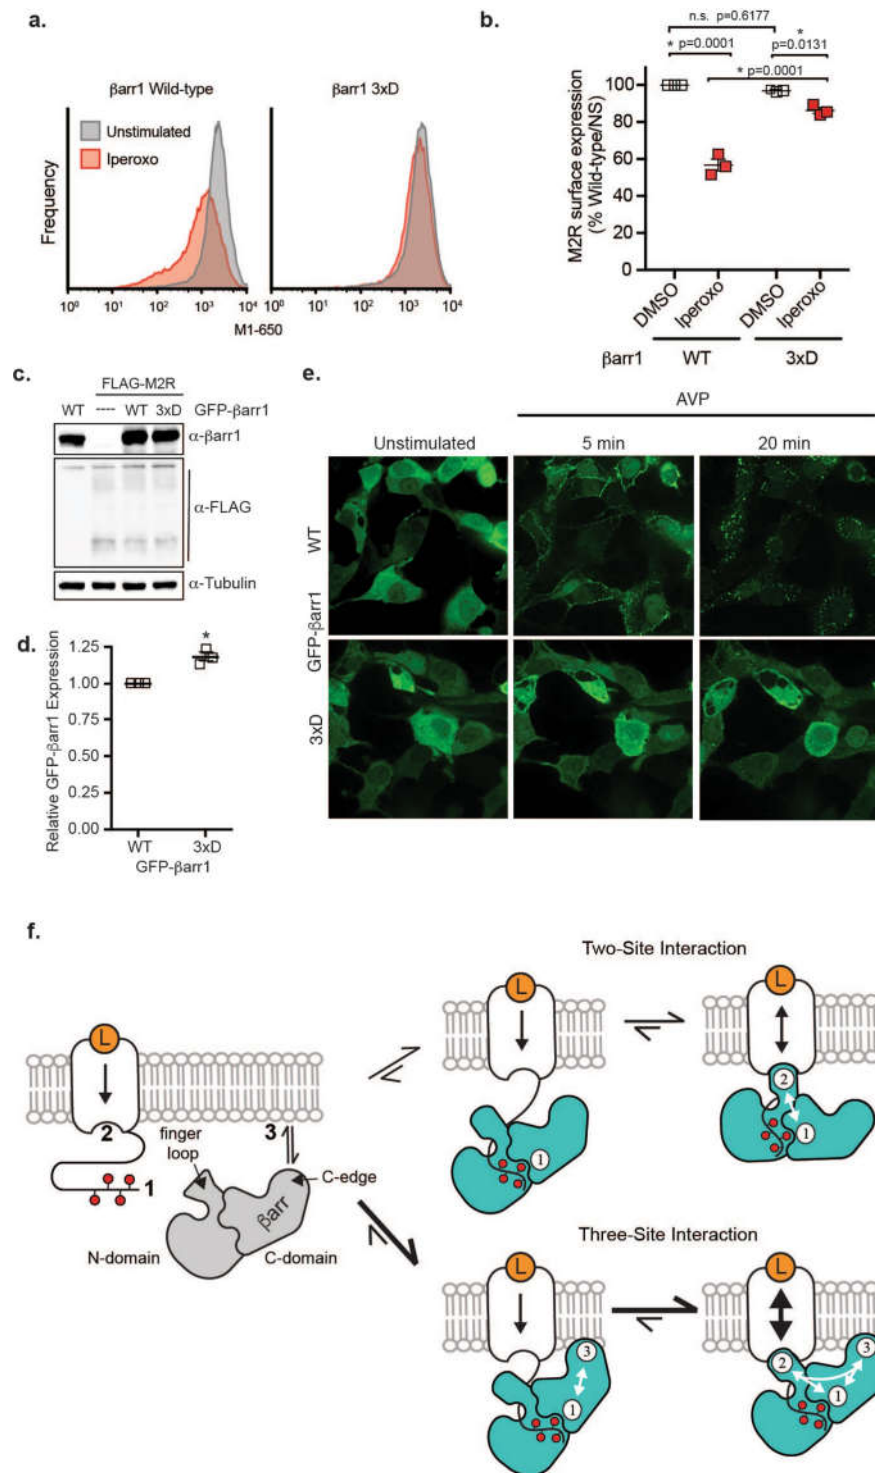 a.
βarr1 Wild-type
βarr1 3xD
Unstimulated
Iperoxo
Frequency
10⁰ 10¹ 10² 10³ 10⁴
10⁰ 10¹ 10² 10³ 10⁴
M1-650
b.
n.s. p=0.6177
* p=0.0001
*
p=0.0131
* p=0.0001
M2R surface expression
(% Wild-type/NS)
100
80
60
40
20
0
DMSO
Iperoxo
DMSO
Iperoxo
βarr1 WT 3xD
c.
FLAG-M2R
WT ---- WT 3xD GFP-βarr1
α-βarr1
α-FLAG
α-Tubulin
d.
*
Relative GFP-βarr1 Expression
1.25
1.00
0.75
0.50
0.25
0.00
WT 3xD
GFP-βarr1
e.
AVP
Unstimulated 5 min 20 min
WT
GFP-βarr1
3xD
f.
Two-Site Interaction
L
2
1
3
finger
loop
C-edge
βarr
N-domain C-domain
L
1
L
2
1
Three-Site Interaction
L
3
1
L
2
3
1